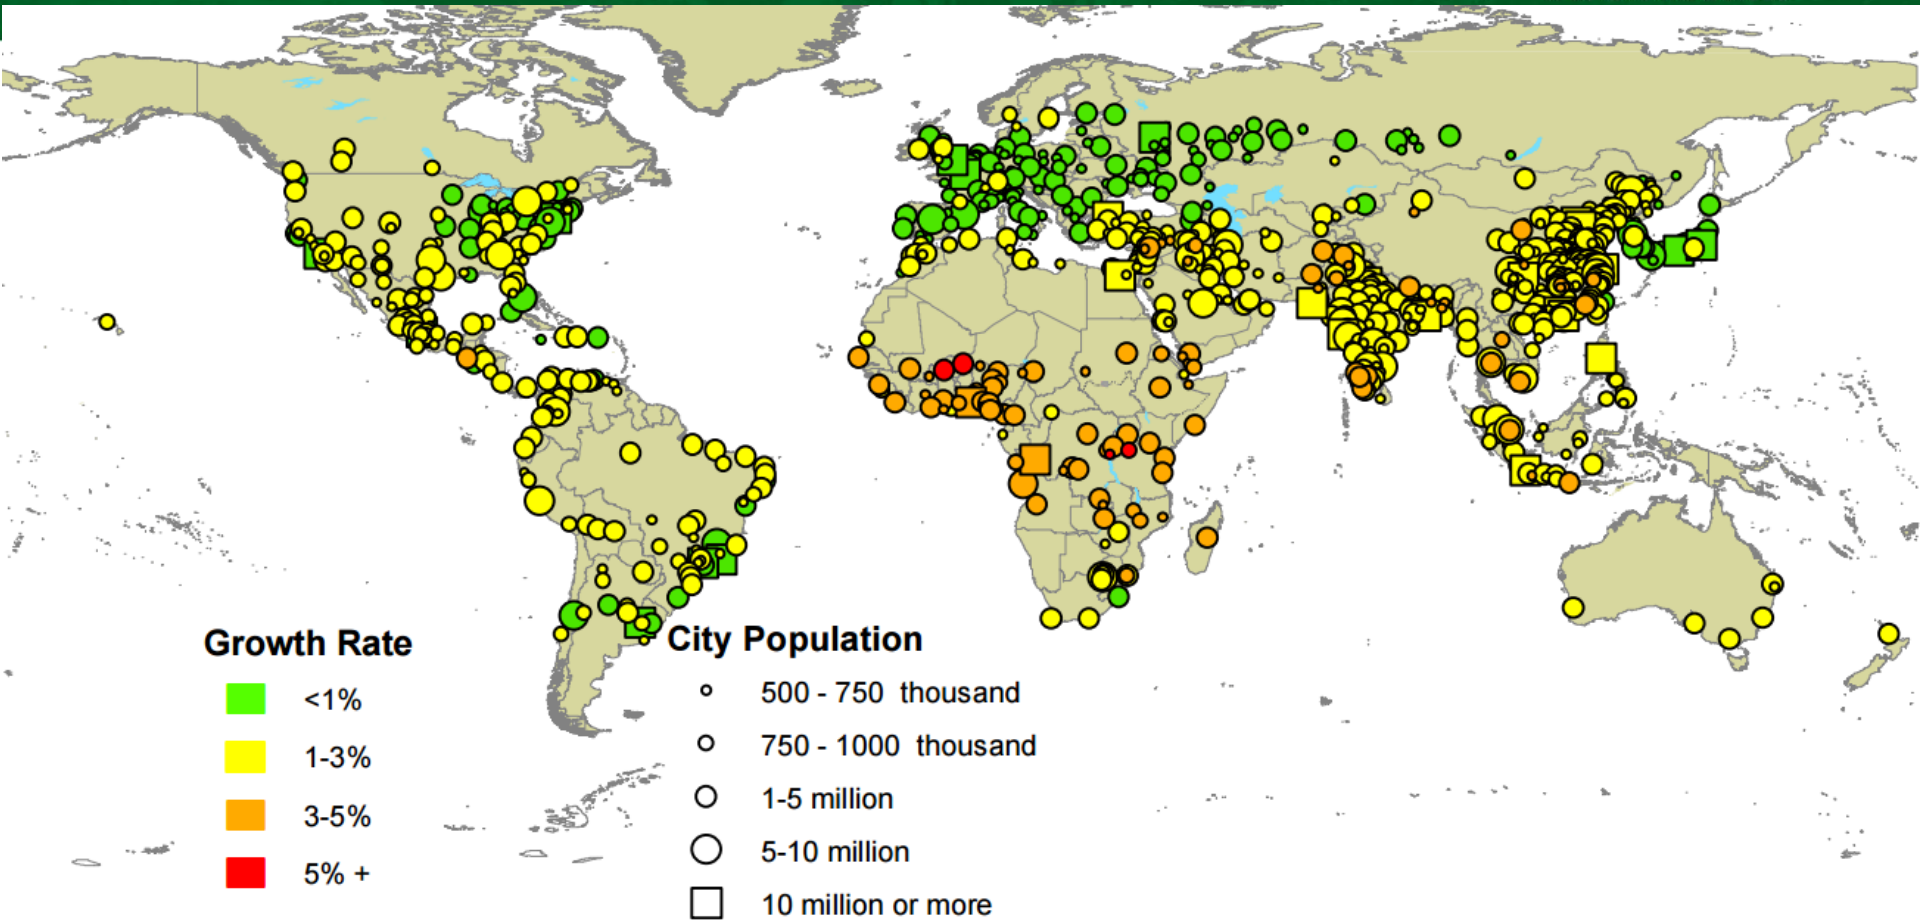 Growth Rate
<1%
1-3%
3-5%
5% +
City Population
500 - 750 thousand
750 - 1000 thousand
1-5 million
5-10 million
10 million or more